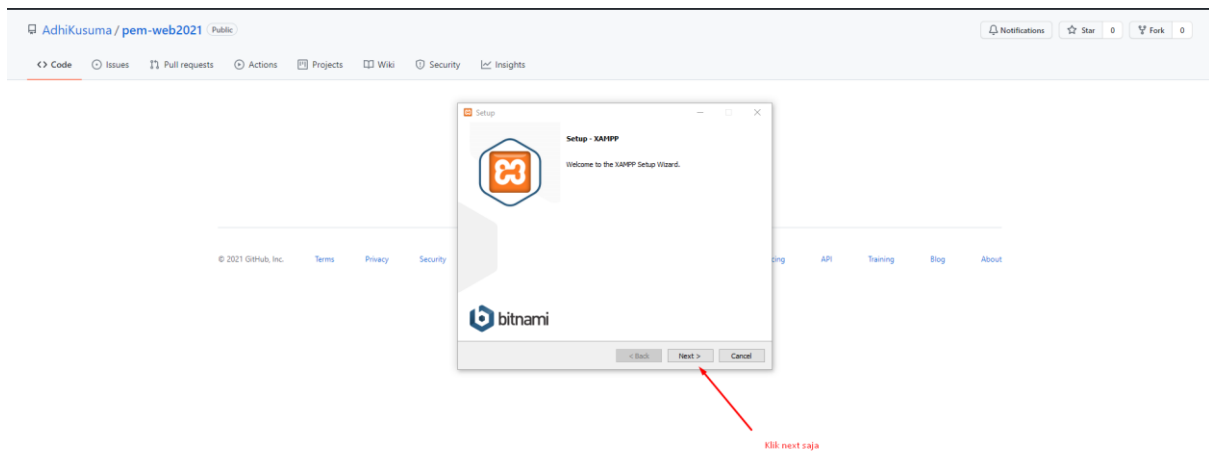 AdhiKusuma / pem-web2021 Public
Notifications Star 0 Fork 0
Code Issues Pull requests Actions Projects Wiki Security Insights
Setup
Setup - XAMPP
Welcome to the XAMPP Setup Wizard.
© 2021 GitHub, Inc. Terms Privacy Security cing API Training Blog About
bitnami
< Back Next > Cancel
Klik next saja